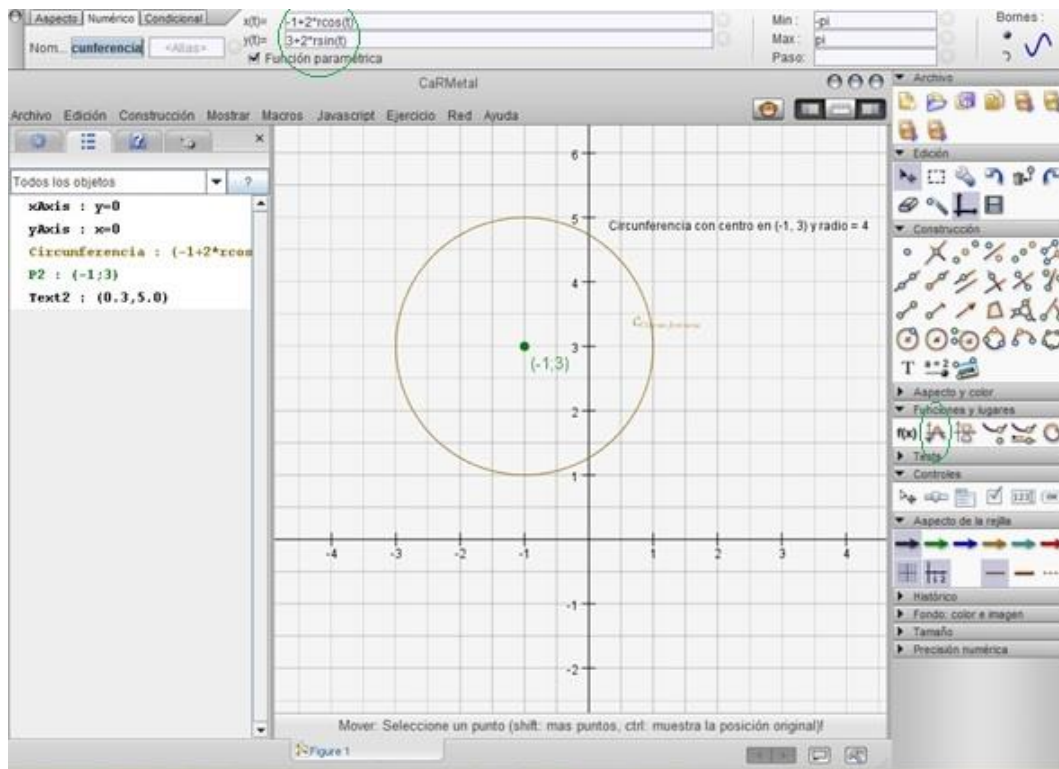 Aspecto Numérico Condicional
Nom... cunferencia <Alias>
x(t)= -1+2*rcos(t)
y(t)= 3+2*rsin(t)
Función paramétrica
Min : -pi
Max : pi
Paso:
Bornes :
CaRMetal
Archivo Edición Construcción Mostrar Macros Javascript Ejercicio Red Ayuda
Todos los objetos ?
xAxis : y=0
yAxis : x=0
Circunferencia : (-1+2*rcos
P2 : (-1;3)
Text2 : (0.3,5.0)
6
5
4
3
2
1
-1
-2
-4 -3 -2 -1 1 2 3 4
Circunferencia con centro en (-1, 3) y radio = 4
(-1;3)
Mover: Seleccione un punto (shift: mas puntos, ctrl: muestra la posición original)!
Figure 1
Archivo
Edición
Construcción
T a=2
Aspecto y color
Funciones y lugares
f(x)
Tests
Controles
Aspecto de la rejilla
Histórico
Fondo: color e imagen
Tamaño
Precisión numérica